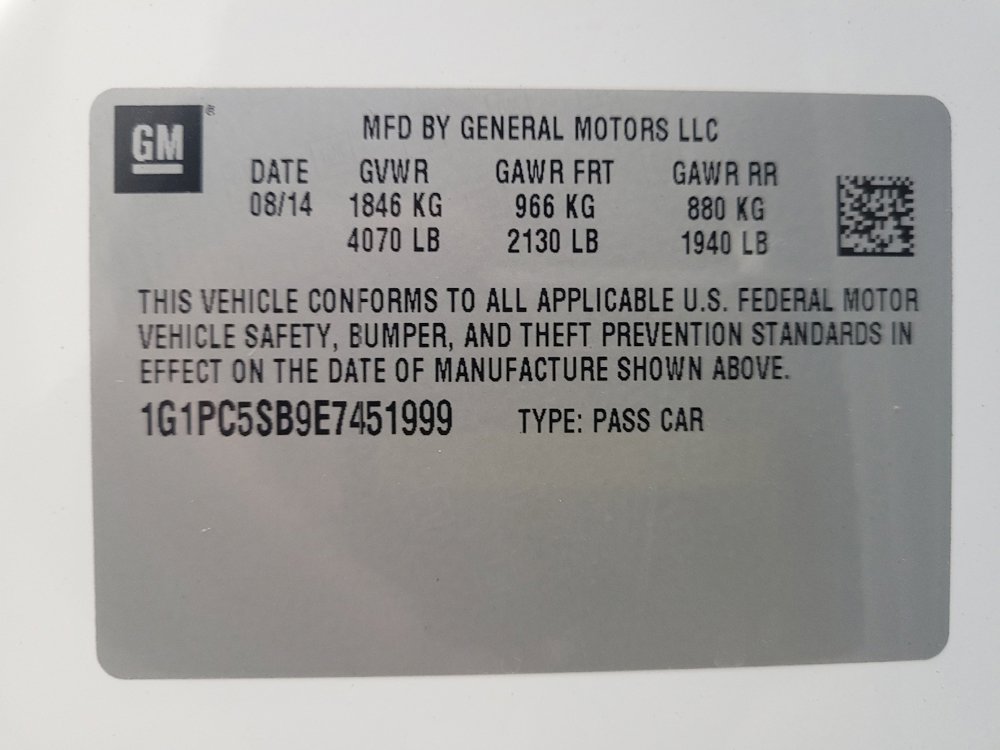 GM®
MFD BY GENERAL MOTORS LLC
DATE GVWR GAWR FRT GAWR RR
08/14 1846 KG 966 KG 880 KG
4070 LB 2130 LB 1940 LB
THIS VEHICLE CONFORMS TO ALL APPLICABLE U.S. FEDERAL MOTOR
VEHICLE SAFETY, BUMPER, AND THEFT PREVENTION STANDARDS IN
EFFECT ON THE DATE OF MANUFACTURE SHOWN ABOVE.
1G1PC5SB9E7451999 TYPE: PASS CAR